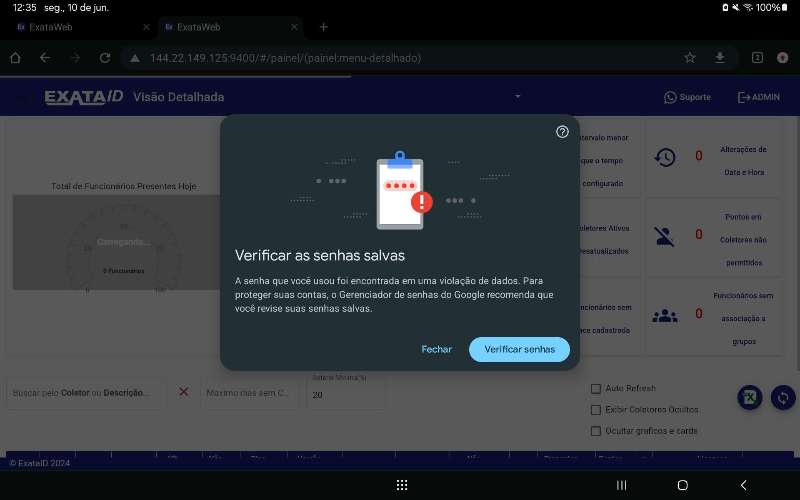 12:35 seg., 10 de jun.
100%
ExataWeb
ExataWeb
144.22.149.125:9400/#/painel/(painel:menu-detalhado)
EXATA/ID Visão Detalhada
Suporte
ADMIN
Total de Funcionários Presentes Hoje
Carregando...
0 Funcionários
0
100
Verificar as senhas salvas
A senha que você usou foi encontrada em uma violação de dados. Para
proteger suas contas, o Gerenciador de senhas do Google recomenda que
você revise suas senhas salvas.
Fechar
Verificar senhas
menor
que o tempo
configurado
0
Alterações de
Data e Hora
Ativos
0
Pontos em
Coletores não
permitidos
sem
cadastrada
0
Funcionários sem
associação a
grupos
Buscar pelo Coletor ou Descrição...
Máximo dias sem C...
Bateria Mínima(%)
20
Auto Refresh
Exibir Coletores Ocultos
Ocultar gráficos e cards
© ExataID 2024